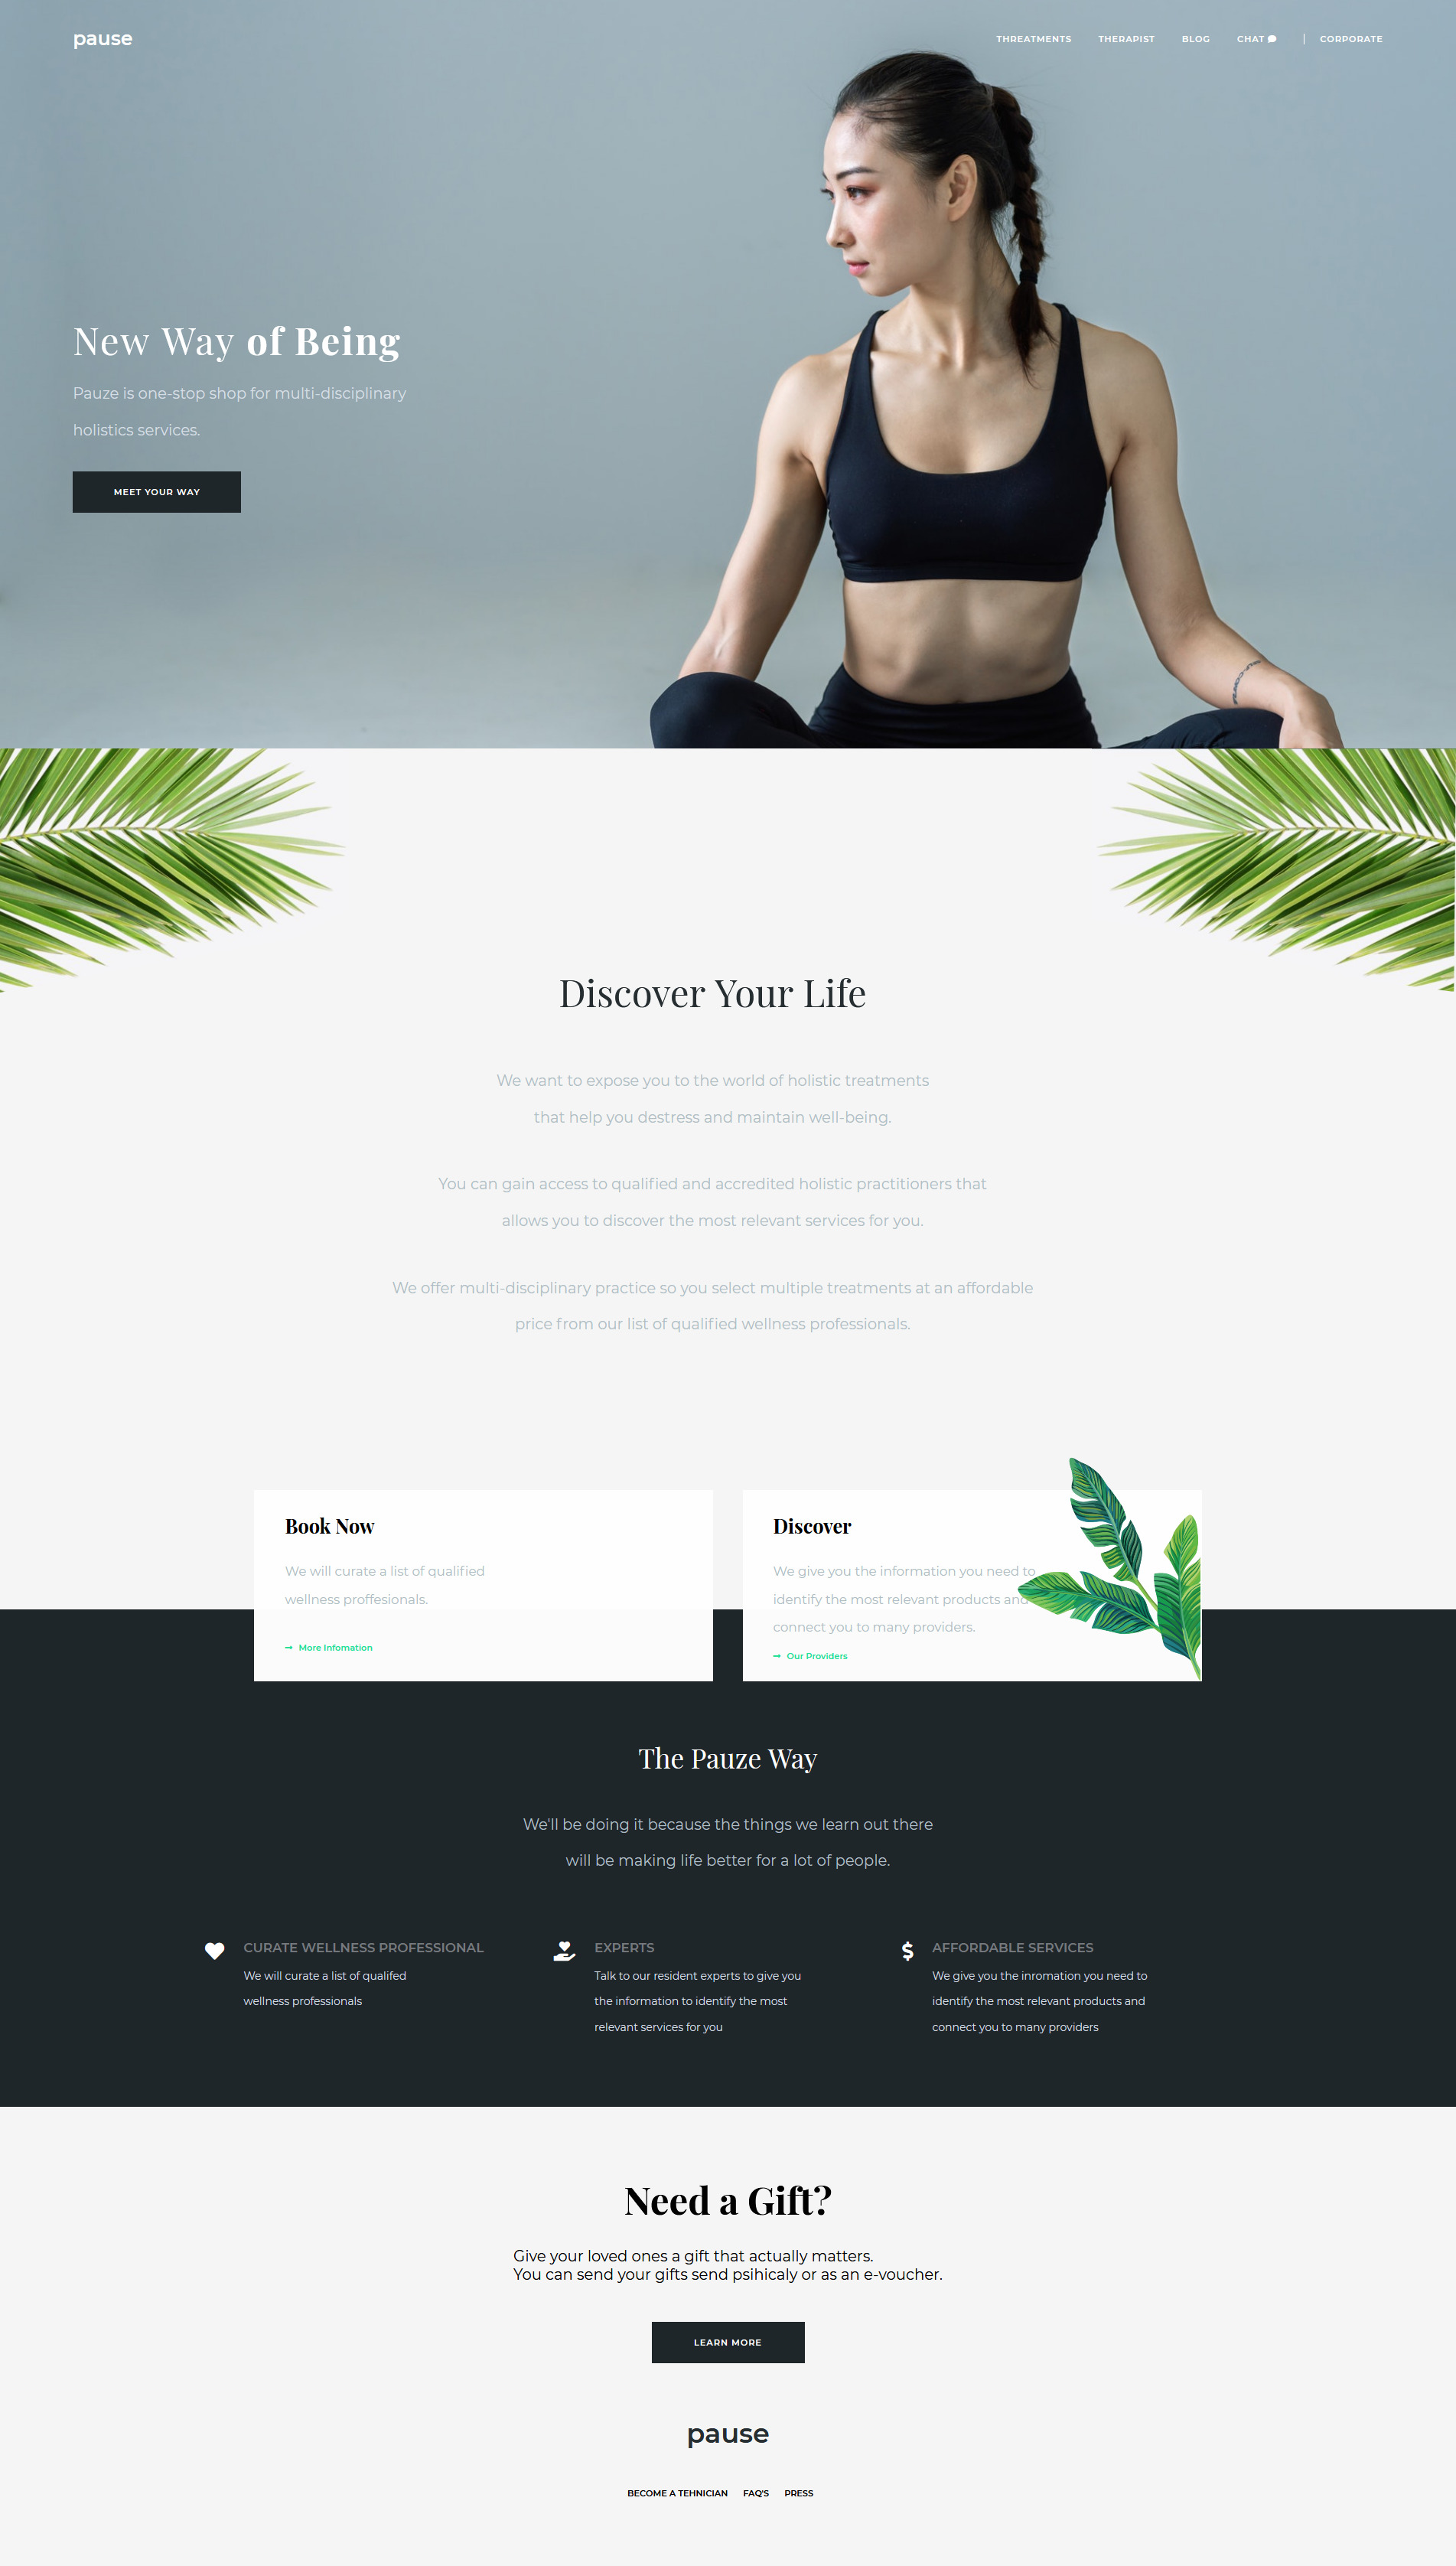 pause
THREATMENTS THERAPIST BLOG CHAT | CORPORATE
New Way of Being
Pauze is one-stop shop for multi-disciplinary
holistics services.
MEET YOUR WAY
Discover Your Life
We want to expose you to the world of holistic treatments
that help you destress and maintain well-being.
You can gain access to qualified and accredited holistic practitioners that
allows you to discover the most relevant services for you.
We offer multi-disciplinary practice so you select multiple treatments at an affordable
price from our list of qualified wellness professionals.
Book Now
We will curate a list of qualified
wellness proffesionals.
More Infomation
Discover
We give you the information you need to
identify the most relevant products and
connect you to many providers.
Our Providers
The Pauze Way
We'll be doing it because the things we learn out there
will be making life better for a lot of people.
CURATE WELLNESS PROFESSIONAL
We will curate a list of qualifed
wellness professionals
EXPERTS
Talk to our resident experts to give you
the information to identify the most
relevant services for you
AFFORDABLE SERVICES
We give you the inromation you need to
identify the most relevant products and
connect you to many providers
Need a Gift?
Give your loved ones a gift that actually matters.
You can send your gifts send psihicaly or as an e-voucher.
LEARN MORE
pause
BECOME A TEHNICIAN FAQ'S PRESS